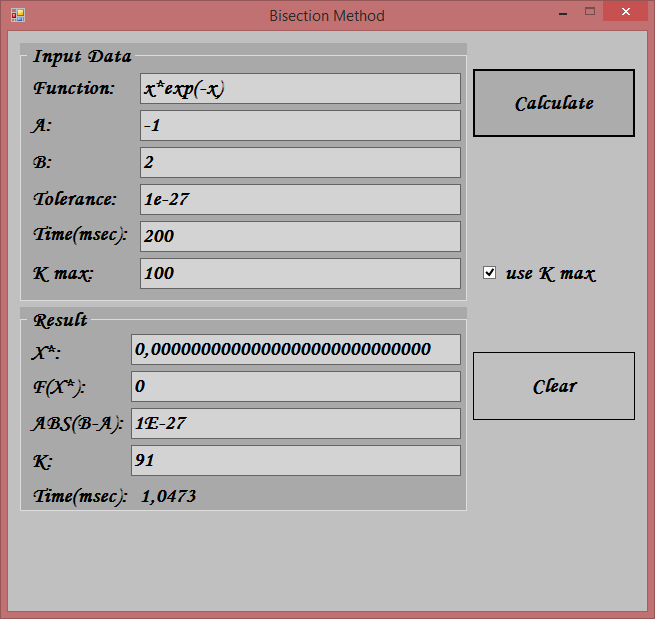 Bisection Method
Input Data
Function: x*exp(-x)
Calculate
A: -1
B: 2
Tolerance: 1e-27
Time(msec): 200
K max: 100
use K max
Result
X*: 0,0000000000000000000000000000
F(X*): 0
Clear
ABS(B-A): 1E-27
K: 91
Time(msec): 1,0473